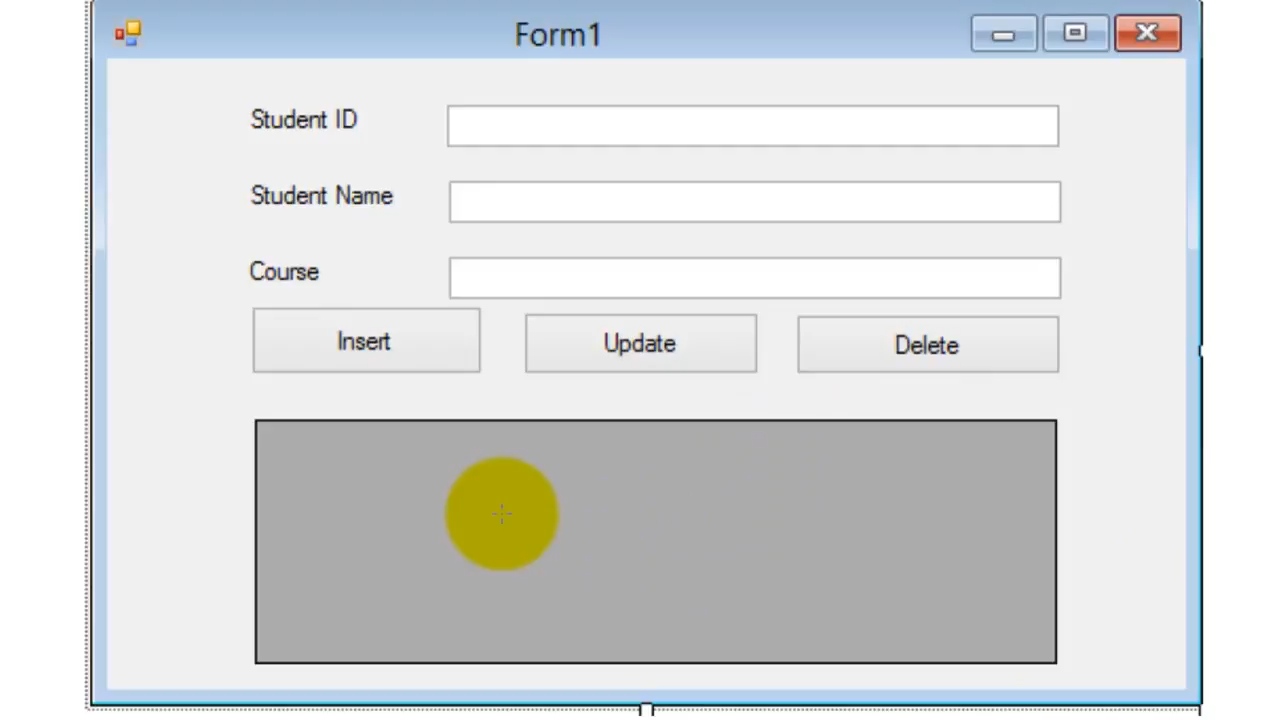 Form1
Student ID
Student Name
Course
Insert
Update
Delete